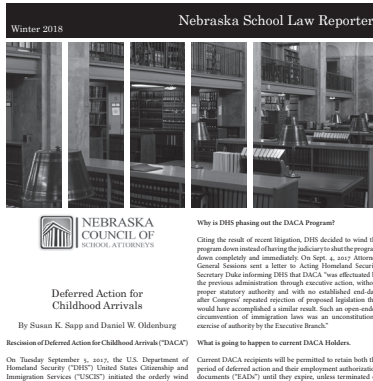 Winter 2018
Nebraska School Law Reporter
NEBRASKA
COUNCIL OF
SCHOOL ATTORNEYS
Deferred Action for
Childhood Arrivals
By Susan K. Sapp and Daniel W. Oldenburg
Rescission of Deferred Action for Childhood Arrivals ("DACA")
On Tuesday September 5, 2017, the U.S. Department of
Homeland Security ("DHS") United States Citizenship and
Immigration Services ("USCIS") initiated the orderly wind
Why is DHS phasing out the DACA Program?
Citing the result of recent litigation, DHS decided to wind t
program down instead of having the judiciary to shut the progra
down completely and immediately. On Sept. 4, 2017 Attorn
General Sessions sent a letter to Acting Homeland Securi
Secretary Duke informing DHS that DACA "was effectuated b
the previous administration through executive action, witho
proper statutory authority and with no established end-da
after Congress' repeated rejection of proposed legislation th
would have accomplished a similar result. Such an open-ende
circumvention of immigration laws was an unconstitution
exercise of authority by the Executive Branch."
What is going to happen to current DACA Holders.
Current DACA recipients will be permitted to retain both th
period of deferred action and their employment authorizatio
documents ("EADs") until they expire, unless terminated